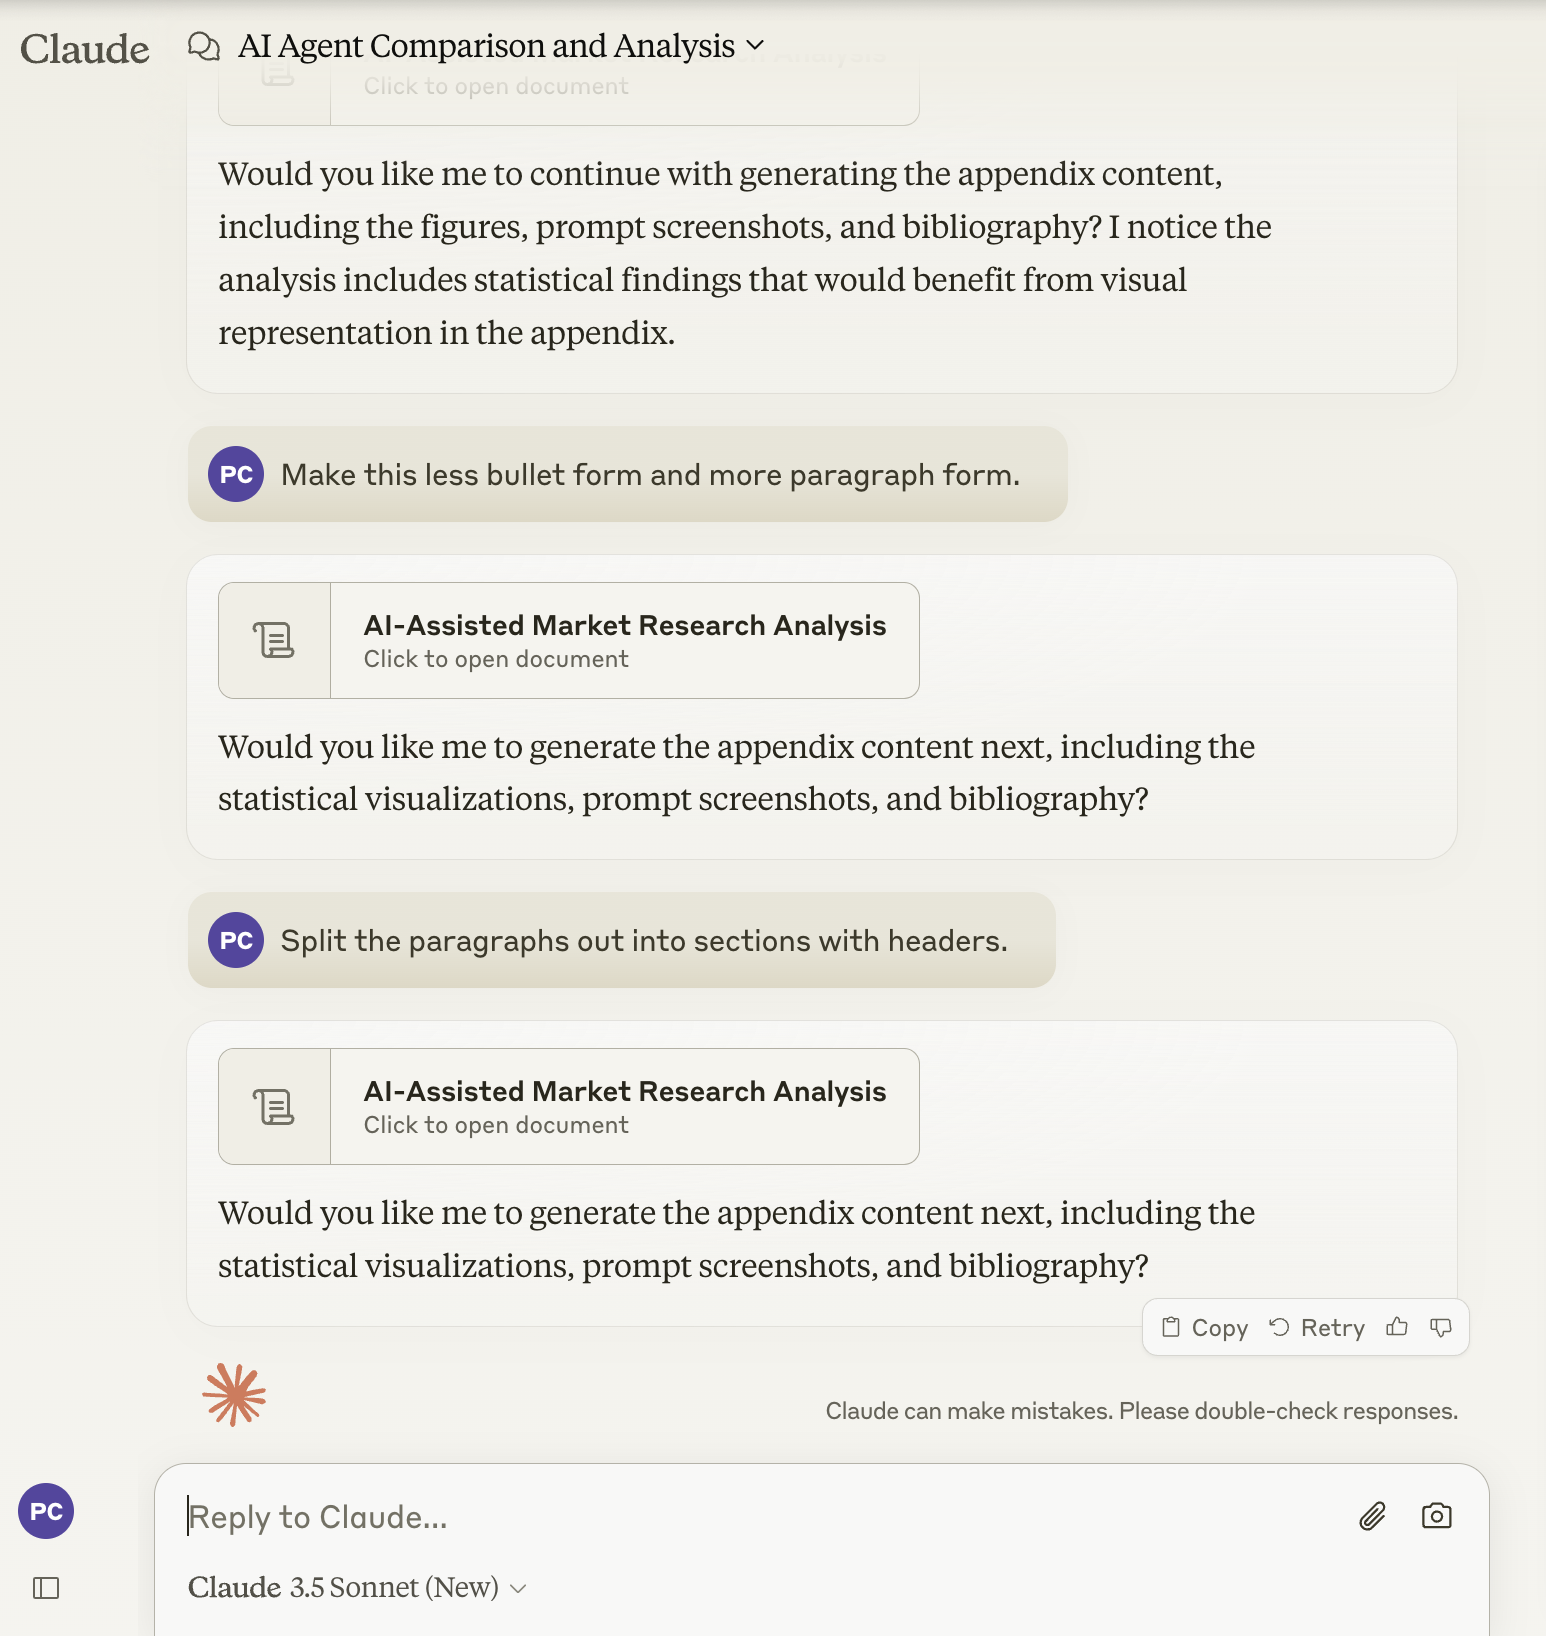 Claude
AI Agent Comparison and Analysis
Click to open document
Would you like me to continue with generating the appendix content,
including the figures, prompt screenshots, and bibliography? I notice the
analysis includes statistical findings that would benefit from visual
representation in the appendix.
PC
Make this less bullet form and more paragraph form.
AI-Assisted Market Research Analysis
Click to open document
Would you like me to generate the appendix content next, including the
statistical visualizations, prompt screenshots, and bibliography?
PC
Split the paragraphs out into sections with headers.
AI-Assisted Market Research Analysis
Click to open document
Would you like me to generate the appendix content next, including the
statistical visualizations, prompt screenshots, and bibliography?
Copy Retry
Claude can make mistakes. Please double-check responses.
PC
Reply to Claude...
Claude 3.5 Sonnet (New)